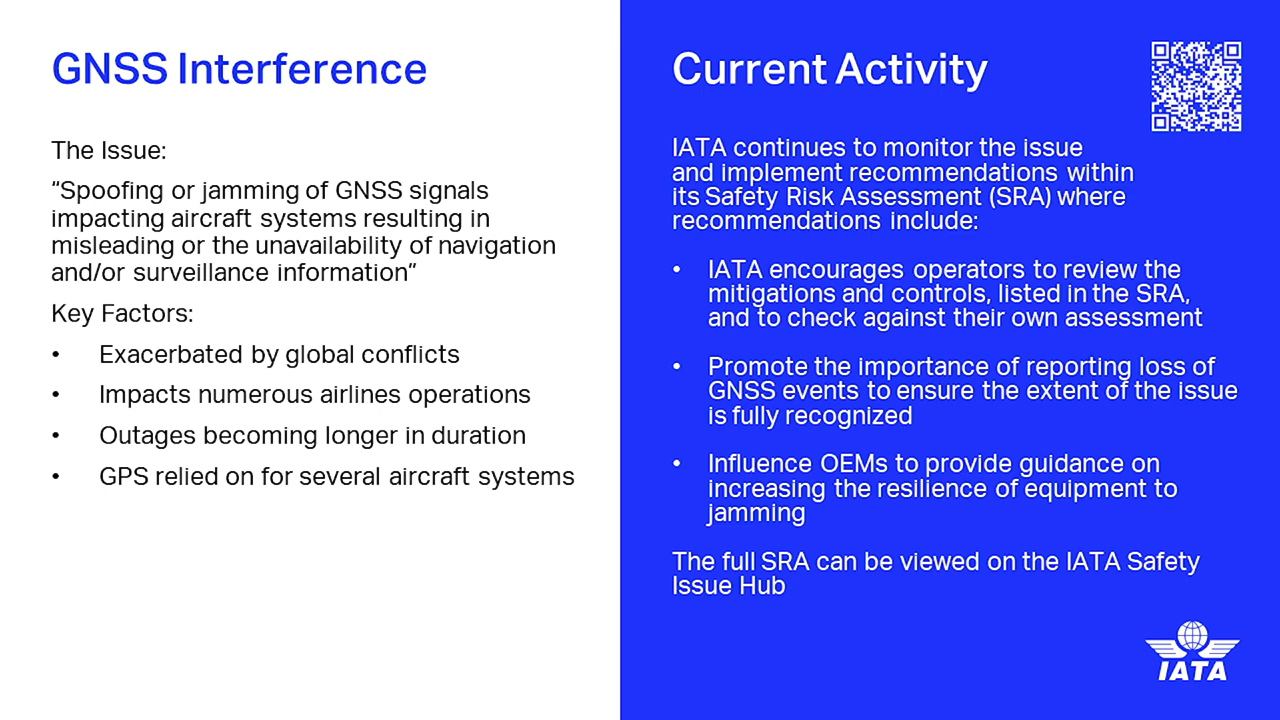 GNSS Interference
The Issue:
“Spoofing or jamming of GNSS signals
impacting aircraft systems resulting in
misleading or the unavailability of navigation
and/or surveillance information”
Key Factors:
• Exacerbated by global conflicts
• Impacts numerous airlines operations
• Outages becoming longer in duration
• GPS relied on for several aircraft systems
Current Activity
IATA continues to monitor the issue
and implement recommendations within
its Safety Risk Assessment (SRA) where
recommendations include:
• IATA encourages operators to review the
mitigations and controls, listed in the SRA,
and to check against their own assessment
• Promote the importance of reporting loss of
GNSS events to ensure the extent of the issue
is fully recognized
• Influence OEMs to provide guidance on
increasing the resilience of equipment to
jamming
The full SRA can be viewed on the IATA Safety
Issue Hub
IATA